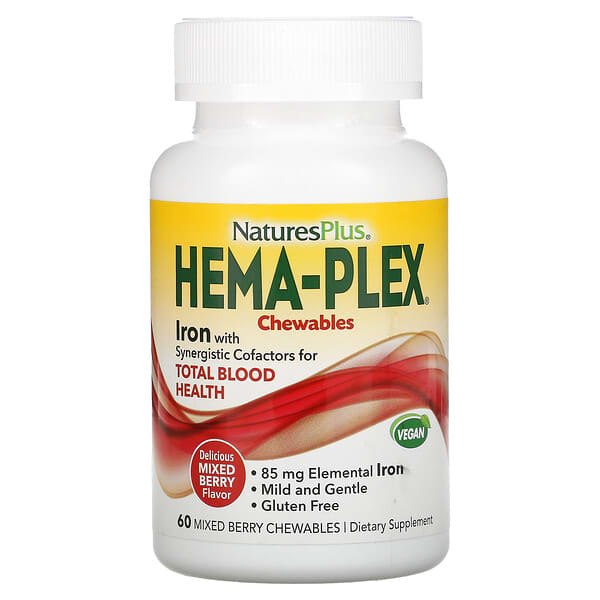 NaturesPlus®
HEMA-PLEX®
Chewables
Iron with
Synergistic Cofactors for
TOTAL BLOOD
HEALTH
VEGAN
Delicious
MIXED
BERRY
Flavor
• 85 mg Elemental Iron
• Mild and Gentle
• Gluten Free
60 MIXED BERRY CHEWABLES | Dietary Supplement